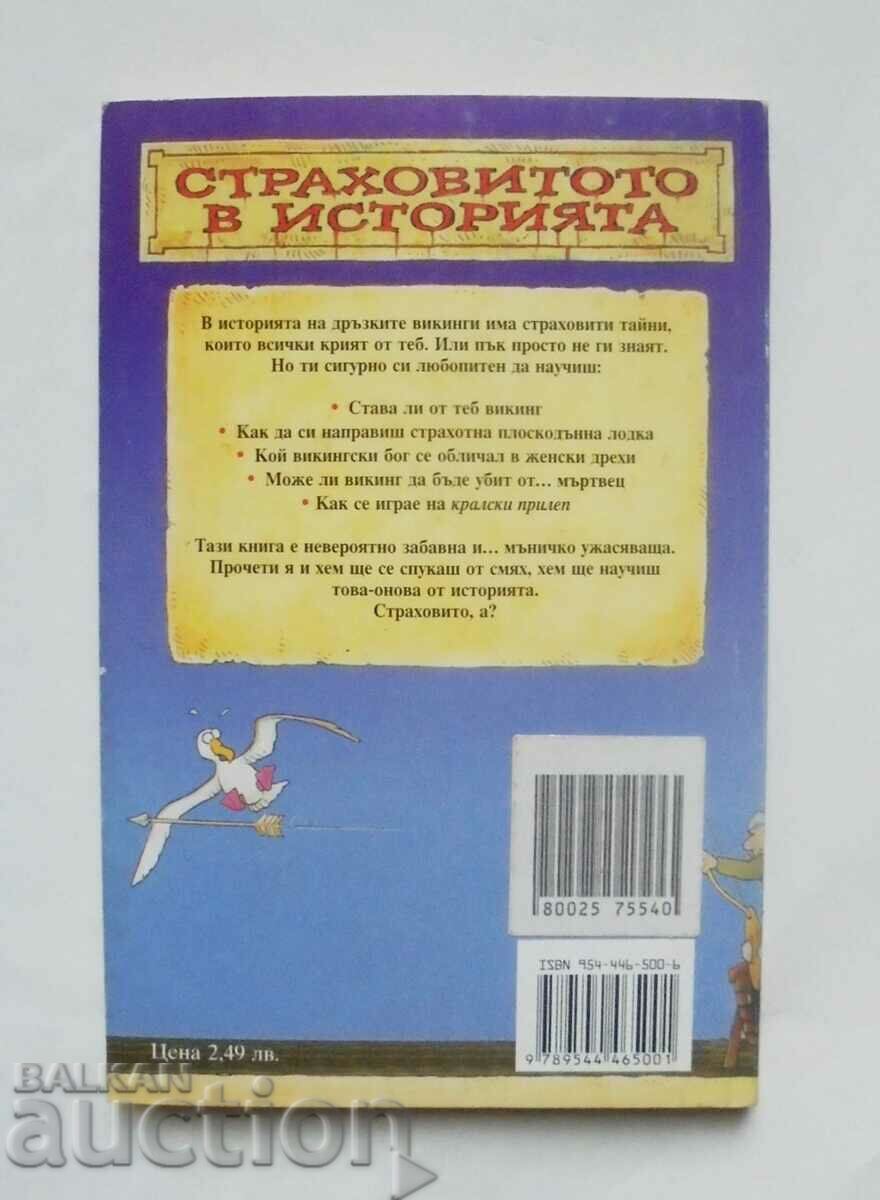 СТРАХОВИТОТО
В ИСТОРИЯТА
В историята на дръзките викинги има страховити тайни,
които всички крият от теб. Или пък просто не ги знаят.
Но ти сигурно си любопитен да научиш:
• Става ли от теб викинг
• Как да си направиш страхотна плоскодънна лодка
• Кой викингски бог се обличал в женски дрехи
• Може ли викинг да бъде убит от... мъртвец
• Как се играе на кралски прилеп
Тази книга е невероятно забавна и... мъничко ужасяваща.
Прочети я и хем ще се спукаш от смях, хем ще научиш
това-онова от историята.
Страховито, а?
80025 75540
ISBN 954-446-500-6
9 789544 465001
Цена 2,49 лв.
BALKAN
auction